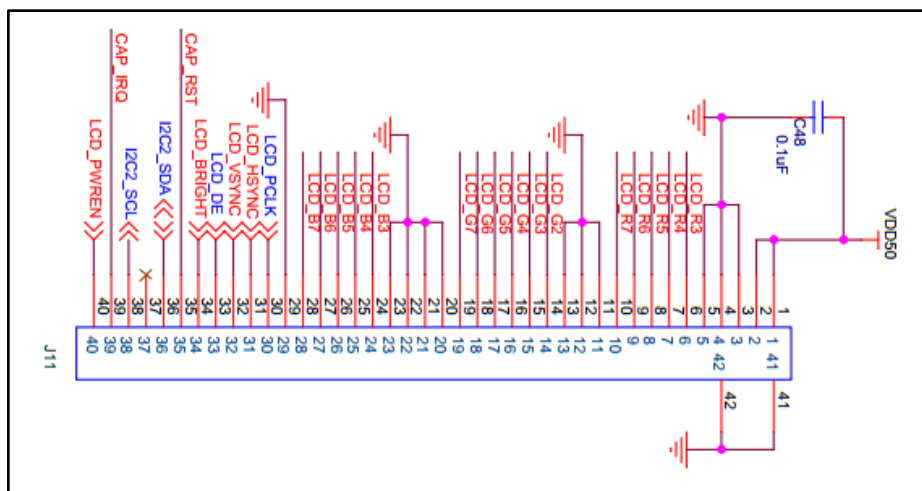 VDD50
C48
0.1uF
1 1 41 41
2 2
3 3
4 4 42 42
5 5
LCD_R3 6 6
LCD_R4 7 7
LCD_R5 8 8
LCD_R6 9 9
LCD_R7 10 10
11 11
12 12
13 13
LCD_G2 14 14
LCD_G3 15 15
LCD_G4 16 16
LCD_G5 17 17
LCD_G6 18 18
LCD_G7 19 19
20 20
21 21
22 22
23 23
LCD_B3 24 24
LCD_B4 25 25
LCD_B5 26 26
LCD_B6 27 27
LCD_B7 28 28
29 29
LCD_PCLK 30 30
LCD_HSYNC 31 31
LCD_VSYNC 32 32
LCD_DE 33 33
LCD_BRIGHT 34 34
CAP_RST 35 35
I2C2_SDA 36 36
37 37
I2C2_SCL 38 38
CAP_IRQ 39 39
LCD_PWREN 40 40
J11